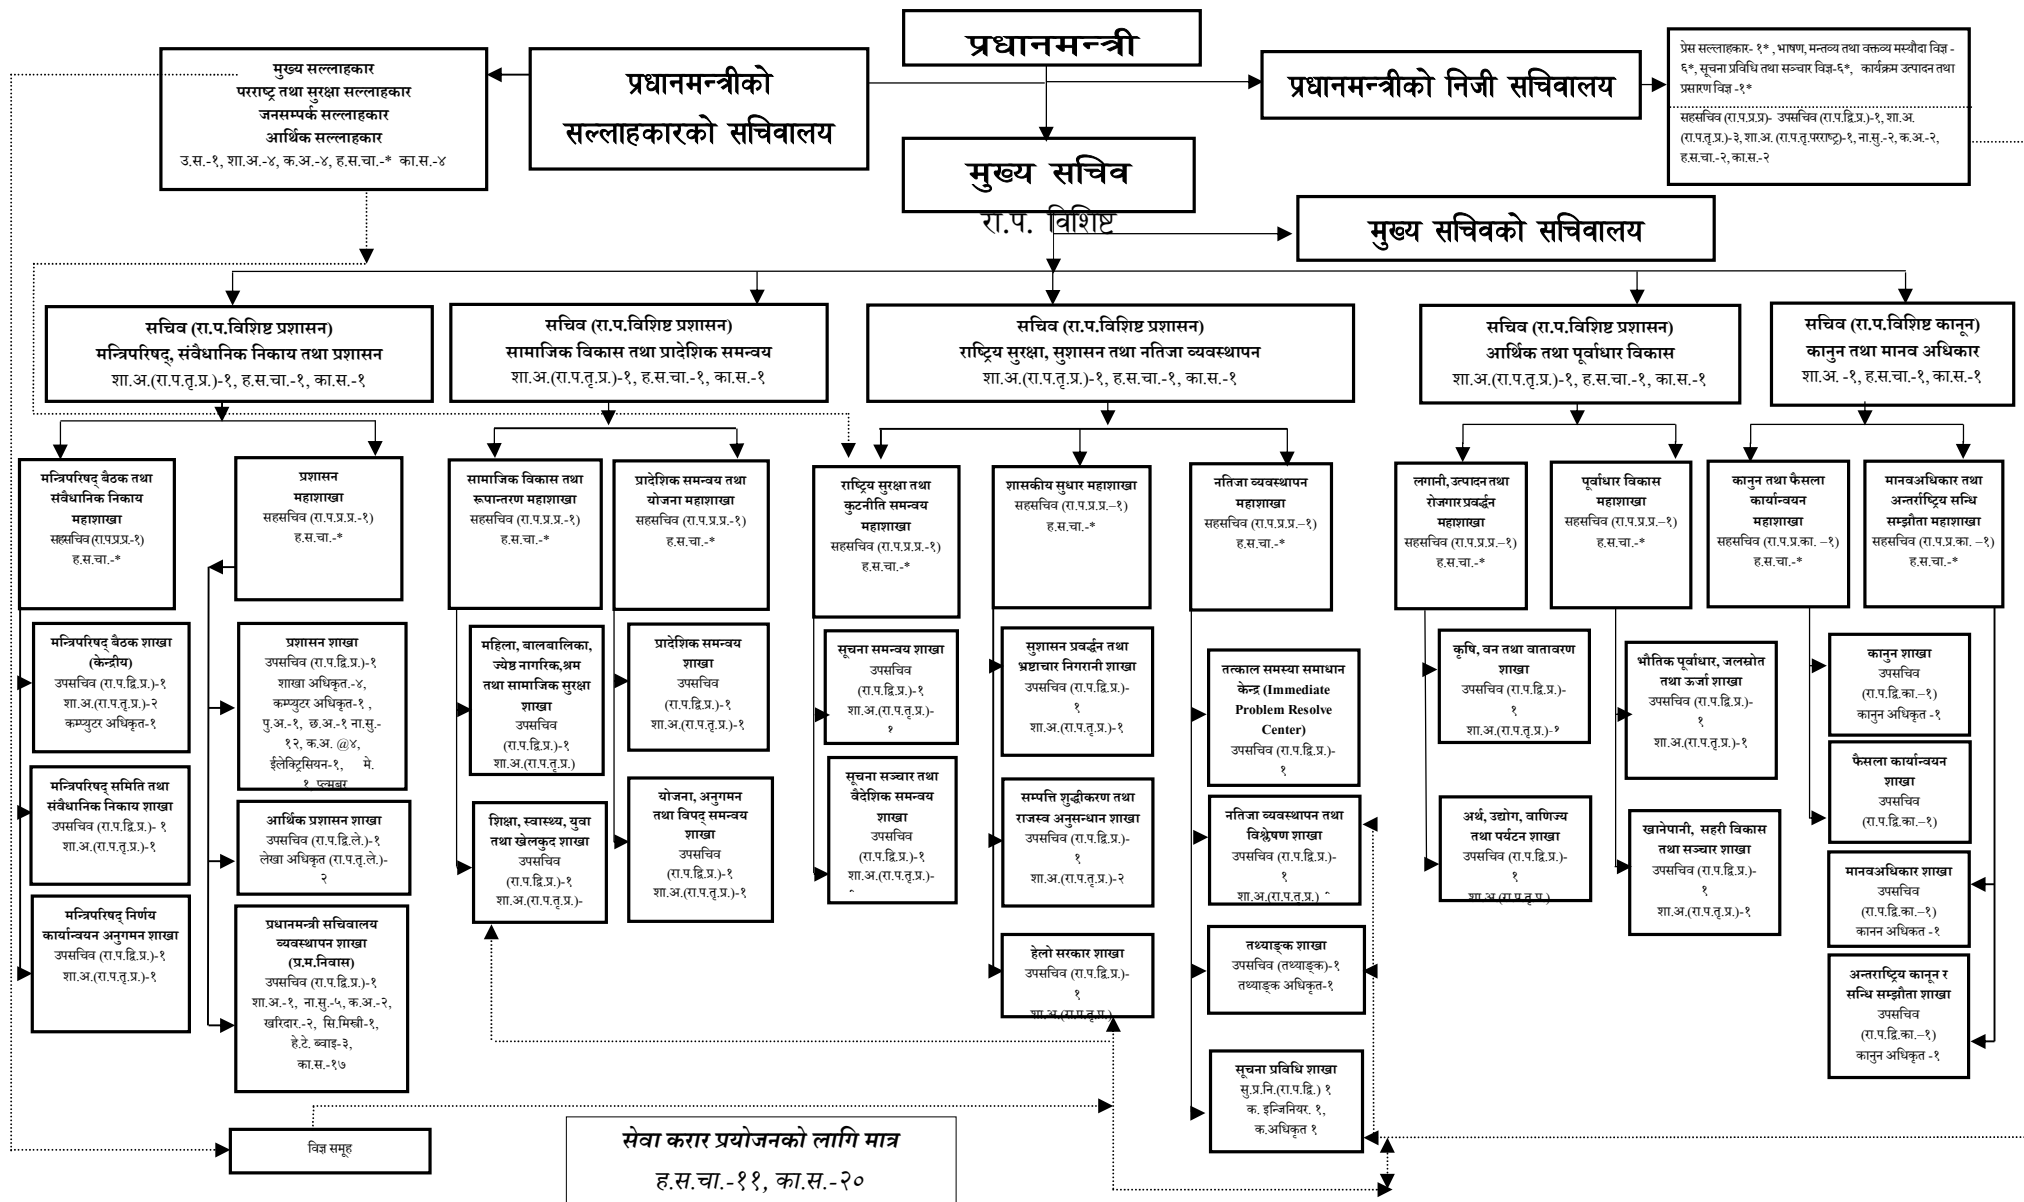 प्रधानमन्त्री
मुख्य सल्लाहकार
परराष्ट्र तथा सुरक्षा सल्लाहकार
जनसम्पर्क सल्लाहकार
आर्थिक सल्लाहकार
उ.स.-१, शा.अ.-४, क.अ.-४, ह.स.चा.-* का.स.-४
प्रधानमन्त्रीको
सल्लाहकारको सचिवालय
प्रधानमन्त्रीको निजी सचिवालय
प्रेस सल्लाहकार- १* , भाषण, मन्तव्य तथा वक्तव्य मस्यौदा विज्ञ -
६*, सूचना प्रविधि तथा सञ्चार विज्ञ-६*, कार्यक्रम उत्पादन तथा
प्रसारण विज्ञ -१*
सहसचिव (रा.प.प्र.प्र)- उपसचिव (रा.प.द्वि.प्र.)-१, शा.अ.
(रा.प.तृ.प्र.)-३, शा.अ. (रा.प.तृ.परराष्ट्र)-१, ना.सु.-२, क.अ.-२,
ह.स.चा.-२, का.स.-२
मुख्य सचिव
रा.प. विशिष्ट
मुख्य सचिवको सचिवालय
सचिव (रा.प.विशिष्ट प्रशासन)
मन्त्रिपरिषद्, संवैधानिक निकाय तथा प्रशासन
शा.अ.(रा.प.तृ.प्र.)-१, ह.स.चा.-१, का.स.-१
सचिव (रा.प.विशिष्ट प्रशासन)
सामाजिक विकास तथा प्रादेशिक समन्वय
शा.अ.(रा.प.तृ.प्र.)-१, ह.स.चा.-१, का.स.-१
सचिव (रा.प.विशिष्ट प्रशासन)
राष्ट्रिय सुरक्षा, सुशासन तथा नतिजा व्यवस्थापन
शा.अ.(रा.प.तृ.प्र.)-१, ह.स.चा.-१, का.स.-१
सचिव (रा.प.विशिष्ट प्रशासन)
आर्थिक तथा पूर्वाधार विकास
शा.अ.(रा.प.तृ.प्र.)-१, ह.स.चा.-१, का.स.-१
सचिव (रा.प.विशिष्ट कानून)
कानुन तथा मानव अधिकार
शा.अ. -१, ह.स.चा.-१, का.स.-१
मन्त्रिपरिषद् बैठक तथा
संवैधानिक निकाय
महाशाखा
सहसचिव (रा.प.प्र.प्र.-१)
ह.स.चा.-*
प्रशासन
महाशाखा
सहसचिव (रा.प.प्र.प्र.-१)
ह.स.चा.-*
सामाजिक विकास तथा
रूपान्तरण महाशाखा
सहसचिव (रा.प.प्र.प्र.-१)
ह.स.चा.-*
प्रादेशिक समन्वय तथा
योजना महाशाखा
सहसचिव (रा.प.प्र.प्र.-१)
ह.स.चा.-*
राष्ट्रिय सुरक्षा तथा
कुटनीति समन्वय
महाशाखा
सहसचिव (रा.प.प्र.प्र.-१)
ह.स.चा.-*
शासकीय सुधार महाशाखा
सहसचिव (रा.प.प्र.प्र.–१)
ह.स.चा.-*
नतिजा व्यवस्थापन
महाशाखा
सहसचिव (रा.प.प्र.प्र.–१)
ह.स.चा.-*
लगानी, उत्पादन तथा
रोजगार प्रवर्द्धन
महाशाखा
सहसचिव (रा.प.प्र.प्र.–१)
ह.स.चा.-*
पूर्वाधार विकास
महाशाखा
सहसचिव (रा.प.प्र.प्र.–१)
ह.स.चा.-*
कानुन तथा फैसला
कार्यान्वयन
महाशाखा
सहसचिव (रा.प.प्र.का. –१)
ह.स.चा.-*
मानवअधिकार तथा
अन्तर्राष्ट्रिय सन्धि
सम्झौता महाशाखा
सहसचिव (रा.प.प्र.का. –१)
ह.स.चा.-*
मन्त्रिपरिषद् बैठक शाखा
(केन्द्रीय)
उपसचिव (रा.प.द्वि.प्र.)-१
शा.अ.(रा.प.तृ.प्र.)-२
कम्प्युटर अधिकृत-१
मन्त्रिपरिषद् समिति तथा
संवैधानिक निकाय शाखा
उपसचिव (रा.प.द्वि.प्र.)- १
शा.अ.(रा.प.तृ.प्र.)-१
मन्त्रिपरिषद् निर्णय
कार्यान्वयन अनुगमन शाखा
उपसचिव (रा.प.द्वि.प्र.)-१
शा.अ.(रा.प.तृ.प्र.)-१
प्रशासन शाखा
उपसचिव (रा.प.द्वि.प्र.)-१
शाखा अधिकृत.-४,
कम्प्युटर अधिकृत-१ ,
पु.अ.-१, छ.अ.-१ ना.सु.-
१२, क.अ. @४,
ईलेक्ट्रिसियन-१, मे.
१, प्लम्बर
आर्थिक प्रशासन शाखा
उपसचिव (रा.प.द्वि.ले.)-१
लेखा अधिकृत (रा.प.तृ.ले.)-
२
प्रधानमन्त्री सचिवालय
व्यवस्थापन शाखा
(प्र.म.निवास)
उपसचिव (रा.प.द्वि.प्र.)-१
शा.अ.-१, ना.सु.-५, क.अ.-२,
खरिदार.-२, सि.मिस्त्री-१,
हे.टे. ब्वाइ-३,
का.स.-१७
महिला, बालबालिका,
ज्येष्ठ नागरिक,श्रम
तथा सामाजिक सुरक्षा
शाखा
उपसचिव
(रा.प.द्वि.प्र.)-१
शा.अ.(रा.प.तृ.प्र.)
शिक्षा, स्वास्थ्य, युवा
तथा खेलकुद शाखा
उपसचिव
(रा.प.द्वि.प्र.)-१
शा.अ.(रा.प.तृ.प्र.)-
प्रादेशिक समन्वय
शाखा
उपसचिव
(रा.प.द्वि.प्र.)-१
शा.अ.(रा.प.तृ.प्र.)-१
योजना, अनुगमन
तथा विपद् समन्वय
शाखा
उपसचिव
(रा.प.द्वि.प्र.)-१
शा.अ.(रा.प.तृ.प्र.)-१
सूचना समन्वय शाखा
उपसचिव
(रा.प.द्वि.प्र.)-१
शा.अ.(रा.प.तृ.प्र.)-
१
सूचना सञ्चार तथा
वैदेशिक समन्वय
शाखा
उपसचिव
(रा.प.द्वि.प्र.)-१
शा.अ.(रा.प.तृ.प्र.)-
सुशासन प्रवर्द्धन तथा
भ्रष्टाचार निगरानी शाखा
उपसचिव (रा.प.द्वि.प्र.)-
१
शा.अ.(रा.प.तृ.प्र.)-१
सम्पत्ति शुद्धीकरण तथा
राजस्व अनुसन्धान शाखा
उपसचिव (रा.प.द्वि.प्र.)-
१
शा.अ.(रा.प.तृ.प्र.)-२
हेलो सरकार शाखा
उपसचिव (रा.प.द्वि.प्र.)-
१
शा.अ.(रा.प.तृ.प्र.)
तत्काल समस्या समाधान
केन्द्र (Immediate
Problem Resolve
Center)
उपसचिव (रा.प.द्वि.प्र.)-
१
नतिजा व्यवस्थापन तथा
विश्लेषण शाखा
उपसचिव (रा.प.द्वि.प्र.)-
१
शा.अ.(रा.प.तृ.प्र.)
तथ्याङ्क शाखा
उपसचिव (तथ्याङ्क)-१
तथ्याङ्क अधिकृत-१
सूचना प्रविधि शाखा
सु.प्र.नि.(रा.प.द्वि.) १
क. इन्जिनियर. १,
क.अधिकृत १
कृषि, वन तथा वातावरण
शाखा
उपसचिव (रा.प.द्वि.प्र.)-
१
शा.अ.(रा.प.तृ.प्र.)-१
अर्थ, उद्योग, वाणिज्य
तथा पर्यटन शाखा
उपसचिव (रा.प.द्वि.प्र.)-
१
शा.अ.(रा.प.तृ.प्र.)
भौतिक पूर्वाधार, जलस्रोत
तथा ऊर्जा शाखा
उपसचिव (रा.प.द्वि.प्र.)-
१
शा.अ.(रा.प.तृ.प्र.)-१
खानेपानी, सहरी विकास
तथा सञ्चार शाखा
उपसचिव (रा.प.द्वि.प्र.)-
१
शा.अ.(रा.प.तृ.प्र.)-१
कानुन शाखा
उपसचिव
(रा.प.द्वि.का.–१)
कानुन अधिकृत -१
फैसला कार्यान्वयन
शाखा
उपसचिव
(रा.प.द्वि.का.–१)
मानवअधिकार शाखा
उपसचिव
(रा.प.द्वि.का.–१)
कानन अधिकत -१
अन्तराष्ट्रिय कानून र
सन्धि सम्झौता शाखा
उपसचिव
(रा.प.द्वि.का.–१)
कानुन अधिकृत -१
विज्ञ समूह
सेवा करार प्रयोजनको लागि मात्र
ह.स.चा.-११, का.स.-२०